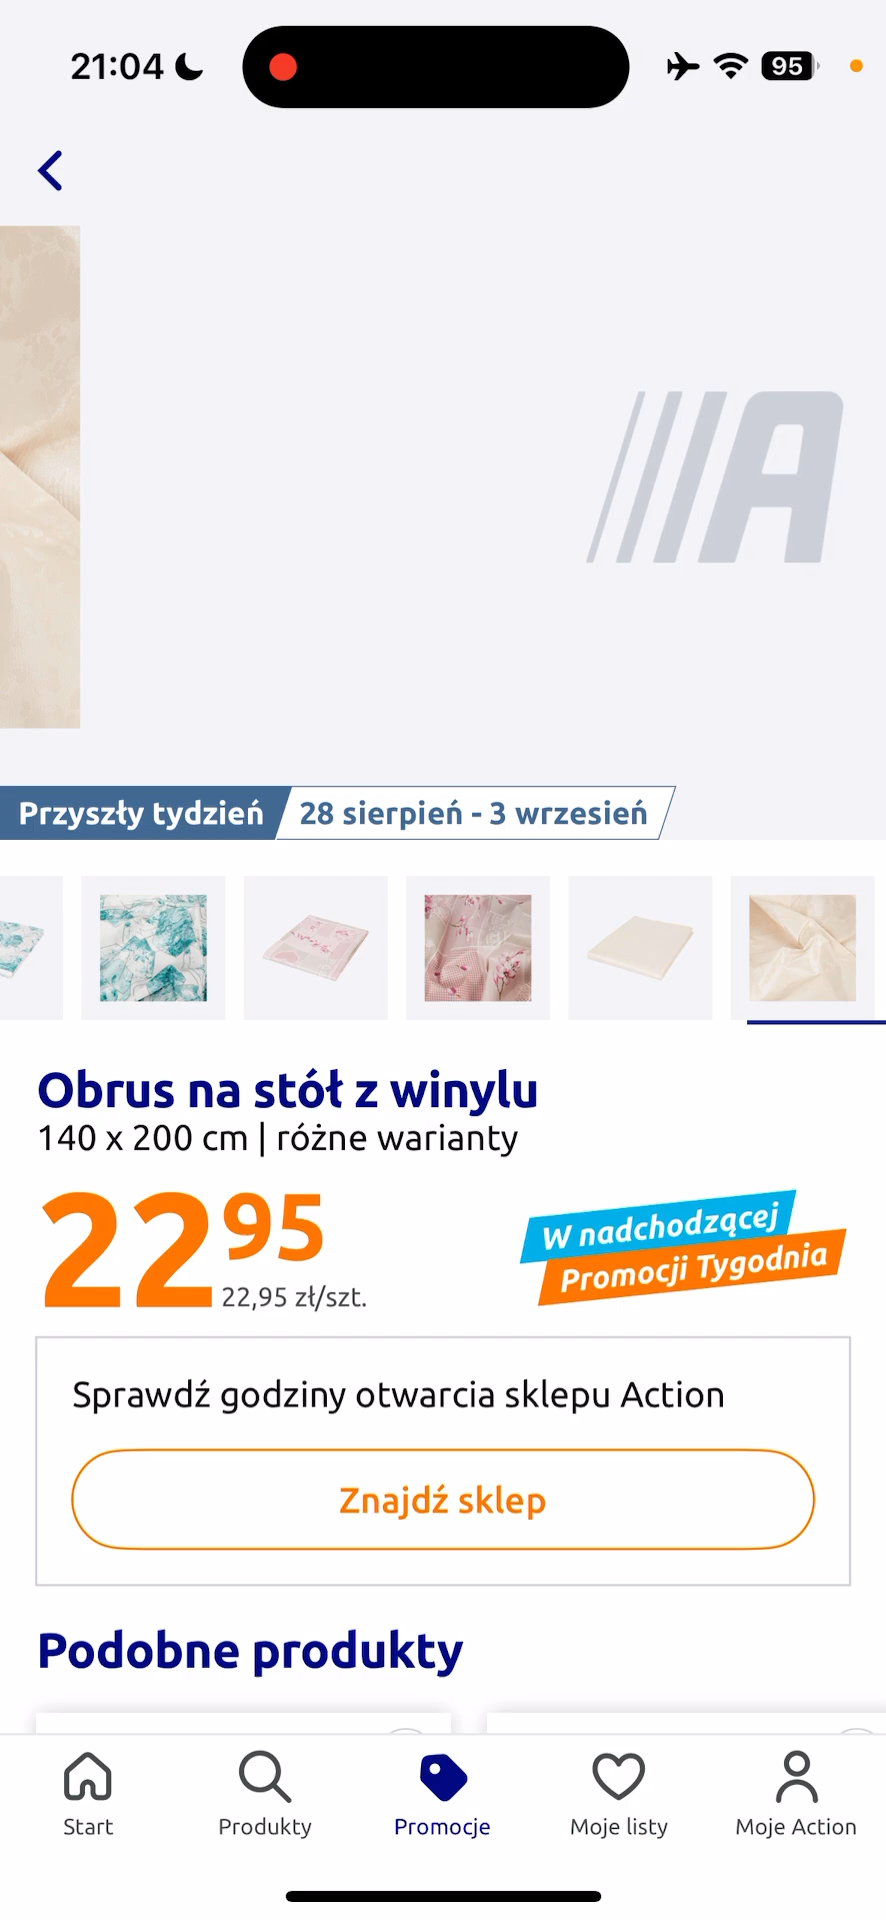 21:04
95
A
Przyszły tydzień 28 sierpień - 3 wrzesień
Obrus na stół z winylu
140 x 200 cm | różne warianty
22 95
22,95 zł/szt.
W nadchodzącej
Promocji Tygodnia
Sprawdź godziny otwarcia sklepu Action
Znajdź sklep
Podobne produkty
Start
Produkty
Promocje
Moje listy
Moje Action